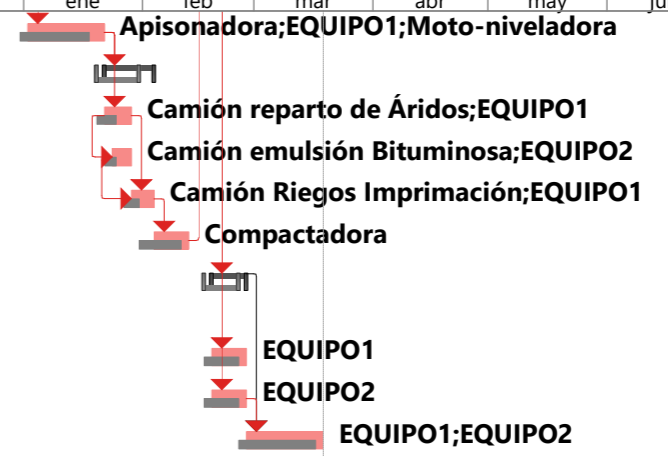 ene feb mar abr may ju
Apisonadora;EQUIPO1;Moto-niveladora
Camión reparto de Áridos;EQUIPO1
Camión emulsión Bituminosa;EQUIPO2
Camión Riegos Imprimación;EQUIPO1
Compactadora
EQUIPO1
EQUIPO2
EQUIPO1;EQUIPO2